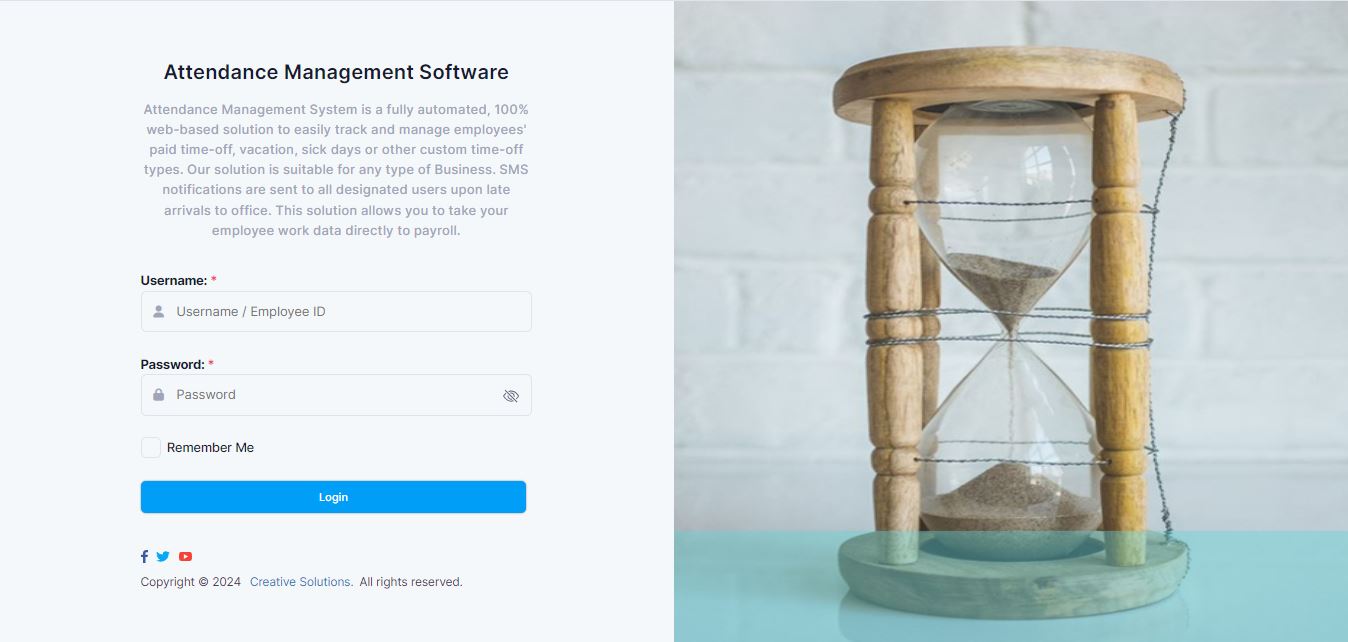 Attendance Management Software
Attendance Management System is a fully automated, 100%
web-based solution to easily track and manage employees'
paid time-off, vacation, sick days or other custom time-off
types. Our solution is suitable for any type of Business. SMS
notifications are sent to all designated users upon late
arrivals to office. This solution allows you to take your
employee work data directly to payroll.
Username: *
Username / Employee ID
Password: *
Password
Remember Me
Login
Copyright © 2024 Creative Solutions. All rights reserved.